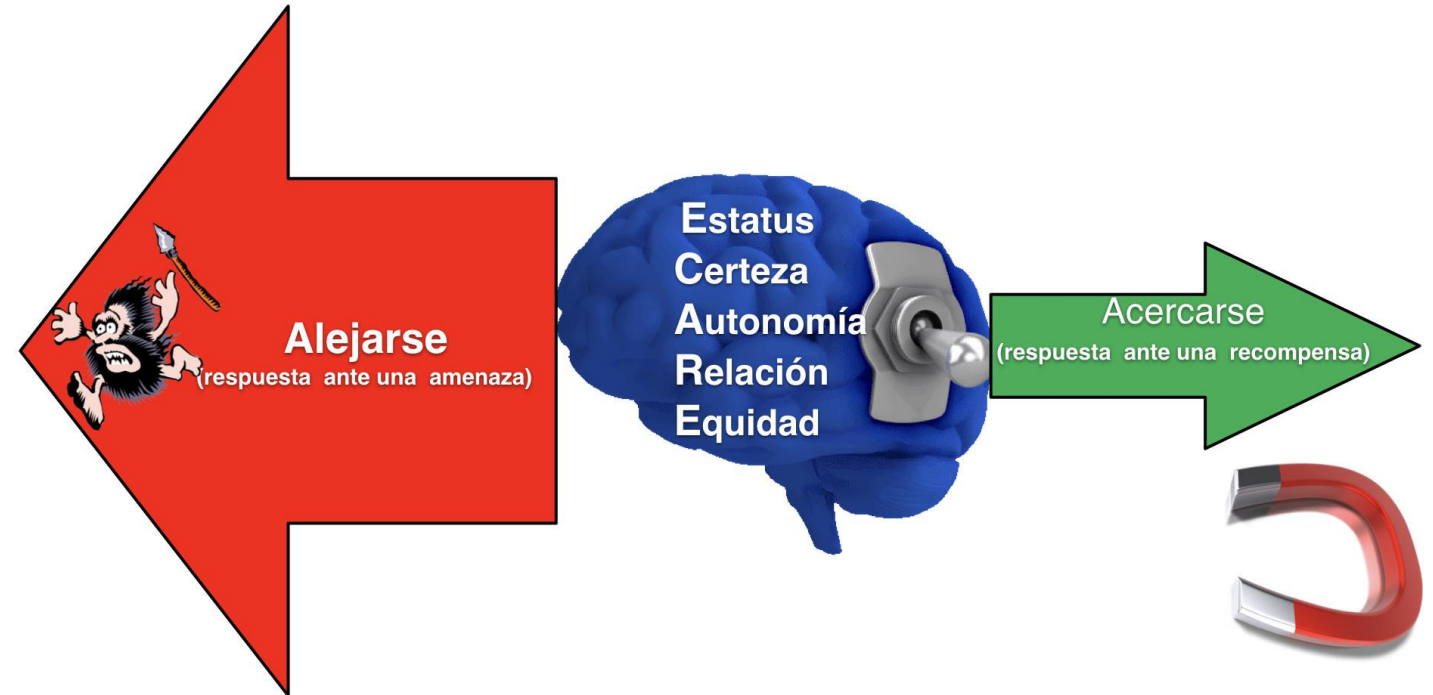 Alejarse
(respuesta ante una amenaza)
Estatus
Certeza
Autonomía
Relación
Equidad
Acercarse
(respuesta ante una recompensa)